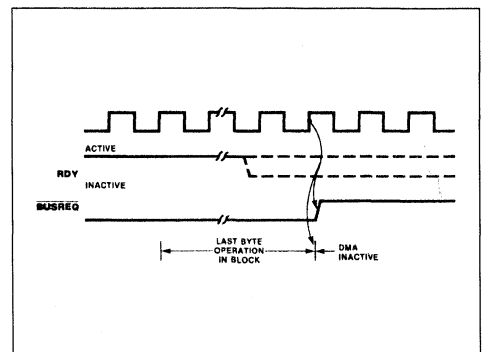 ACTIVE
RDY
INACTIVE
BUSREQ
LAST BYTE
OPERATION
IN BLOCK
DMA
INACTIVE